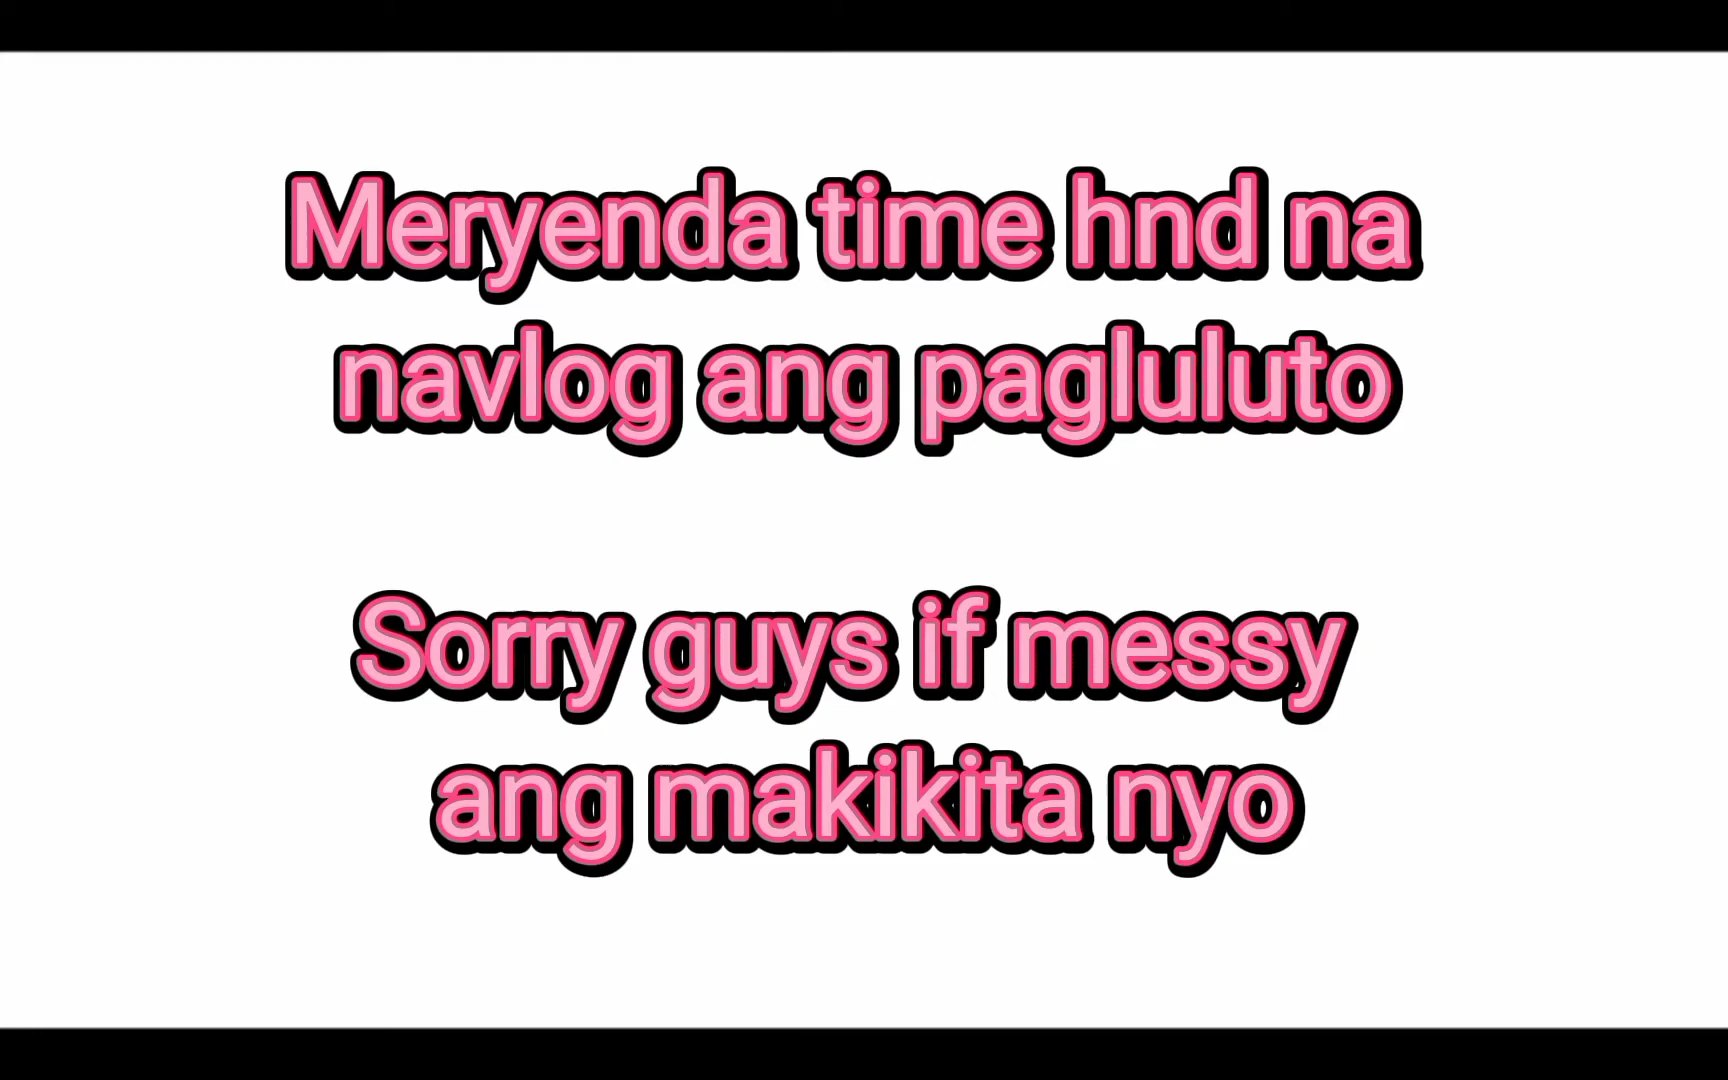 Meryenda time hnd na
navlog ang pagluluto
Sorry guys if messy
ang makikita nyo